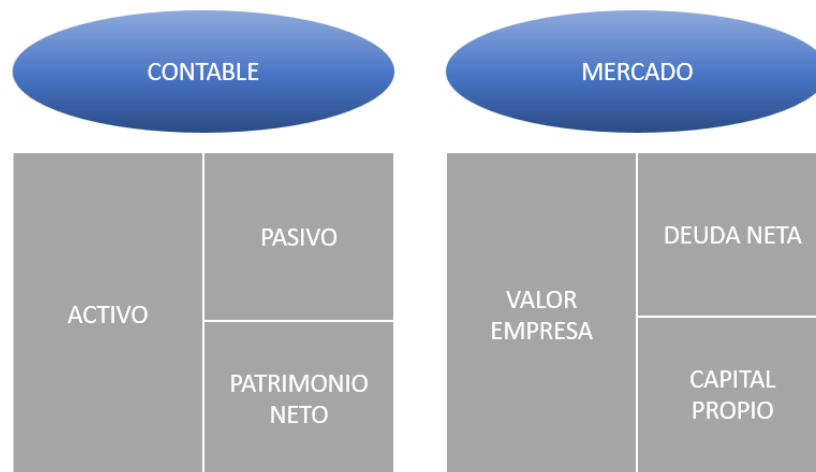 CONTABLE
MERCADO
ACTIVO
PASIVO
PATRIMONIO
NETO
VALOR
EMPRESA
DEUDA NETA
CAPITAL
PROPIO